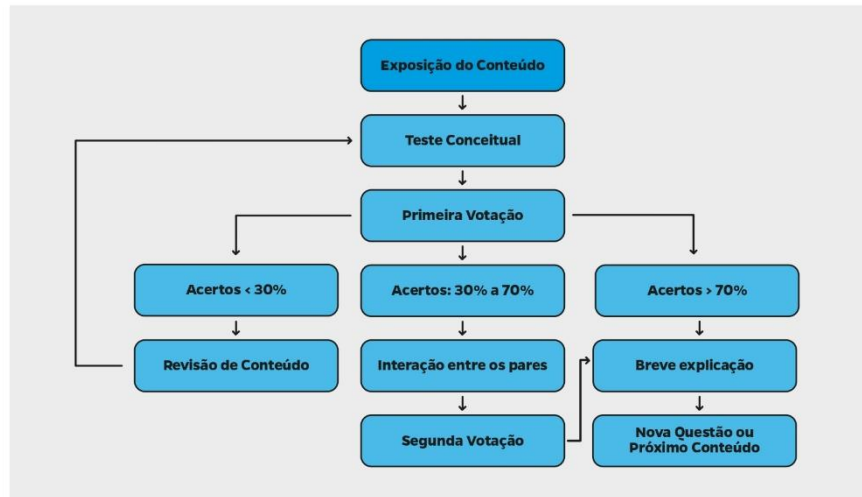 Exposição do Conteúdo
Teste Conceitual
Primeira Votação
Acertos < 30%
Acertos: 30% a 70%
Acertos > 70%
Revisão de Conteúdo
Interação entre os pares
Breve explicação
Segunda Votação
Nova Questão ou
Próximo Conteúdo